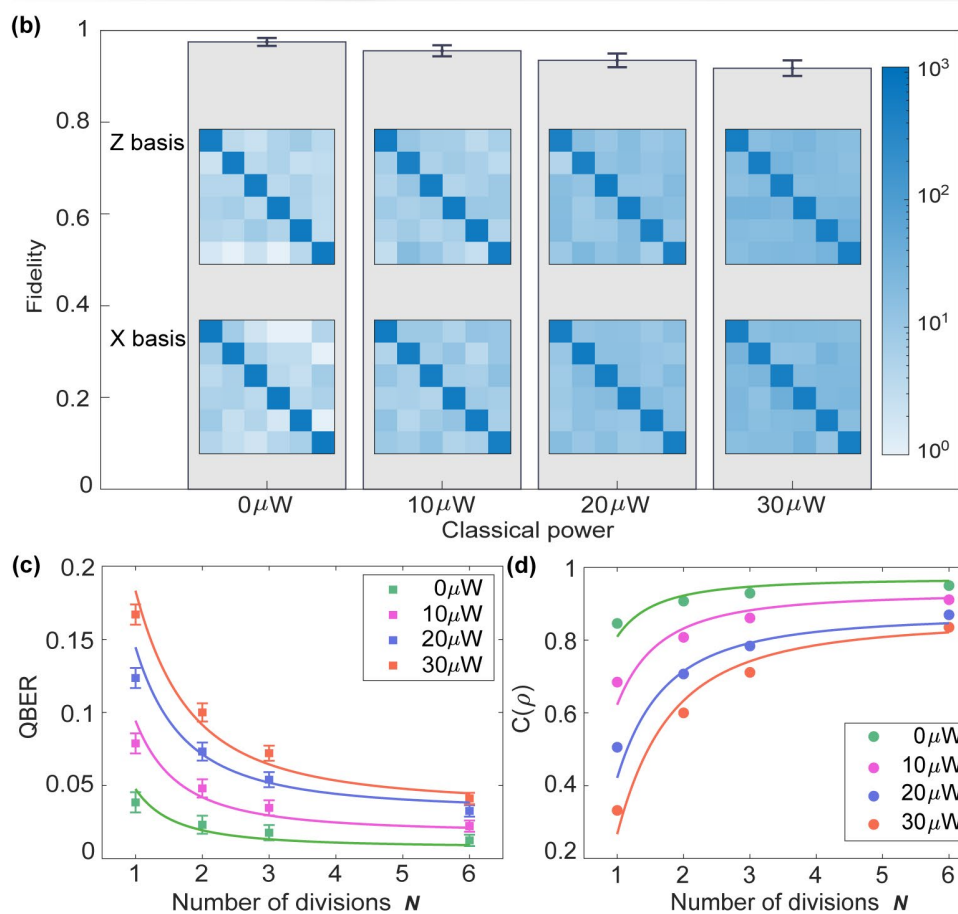 (b)
1
0.8
0.6
0.4
0.2
0
Fidelity
Z basis
X basis
10³
10²
10¹
10⁰
0μW 10μW 20μW 30μW
Classical power
(c)
0.2
0.15
0.1
0.05
0
QBER
0μW
10μW
20μW
30μW
1 2 3 4 5 6
Number of divisions N
(d)
1
0.8
0.6
0.4
0.2
C(ρ)
0μW
10μW
20μW
30μW
1 2 3 4 5 6
Number of divisions N